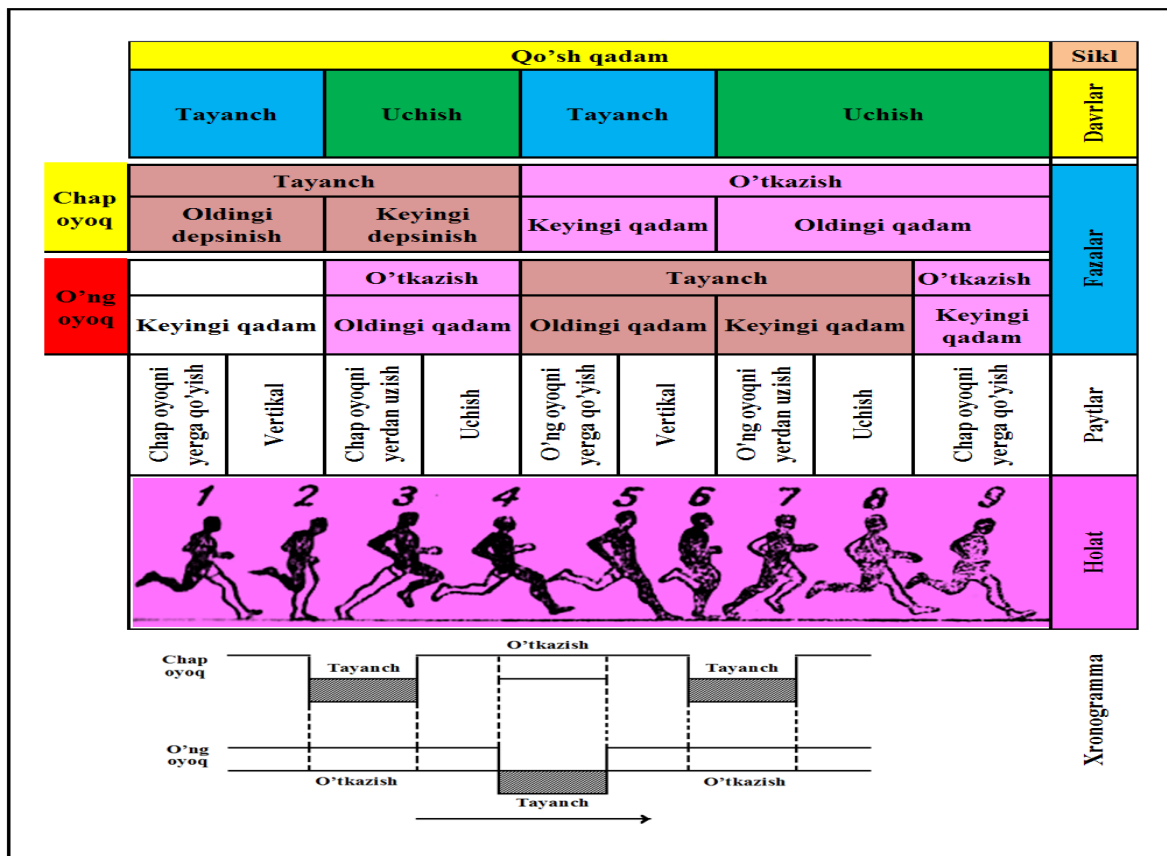 Qo’sh qadam
Sikl
Tayanch
Uchish
Tayanch
Uchish
Davrlar
Chap
oyoq
Tayanch
O’tkazish
Oldingi
depsinish
Keyingi
depsinish
Keyingi qadam
Oldingi qadam
Fazalar
O’ng
oyoq
O’tkazish
Tayanch
O’tkazish
Keyingi qadam
Oldingi qadam
Oldingi qadam
Keyingi qadam
Keyingi
qadam
Chap oyoqni
yerga qo'yish
Vertikal
Chap oyoqni
yerdan uzish
Uchish
O'ng oyoqni
yerga qo'yish
Vertikal
O'ng oyoqni
yerdan uzish
Uchish
Chap oyoqni
yerga qo'yish
Paytlar
1 2 3 4 5 6 7 8 9
Holat
O’tkazish
Chap
oyoq
Tayanch
Tayanch
O’ng
oyoq
O’tkazish
O’tkazish
Tayanch
Xronogramma